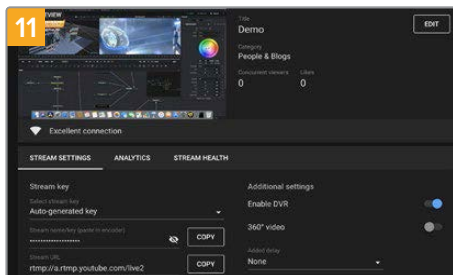 11
REVIEW
Title
Demo
EDIT
Category
People & Blogs
Concurrent viewers Likes
0 0
Excellent connection
STREAM SETTINGS ANALYTICS STREAM HEALTH
Stream key
Additional settings
Select stream key
Auto-generated key
Enable DVR
Stream name/key (paste in encoder)
COPY
360° video
Stream URL
rtmp://a.rtmp.youtube.com/live2
COPY
Added delay
None